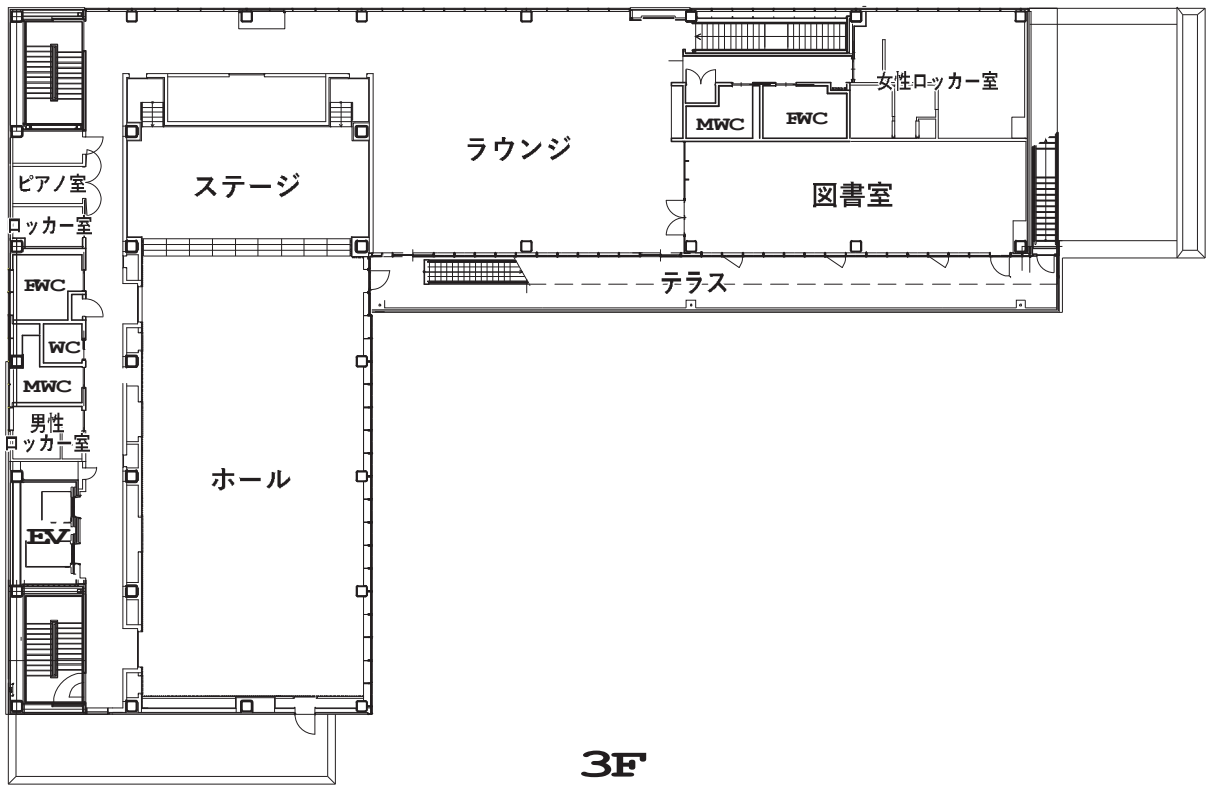 女性ロッカー室
MWC
FWC
ラウンジ
ステージ
ピアノ室
図書室
ロッカー室
テラス
FWC
WC
MWC
男性
ロッカー室
ホール
EV
3F